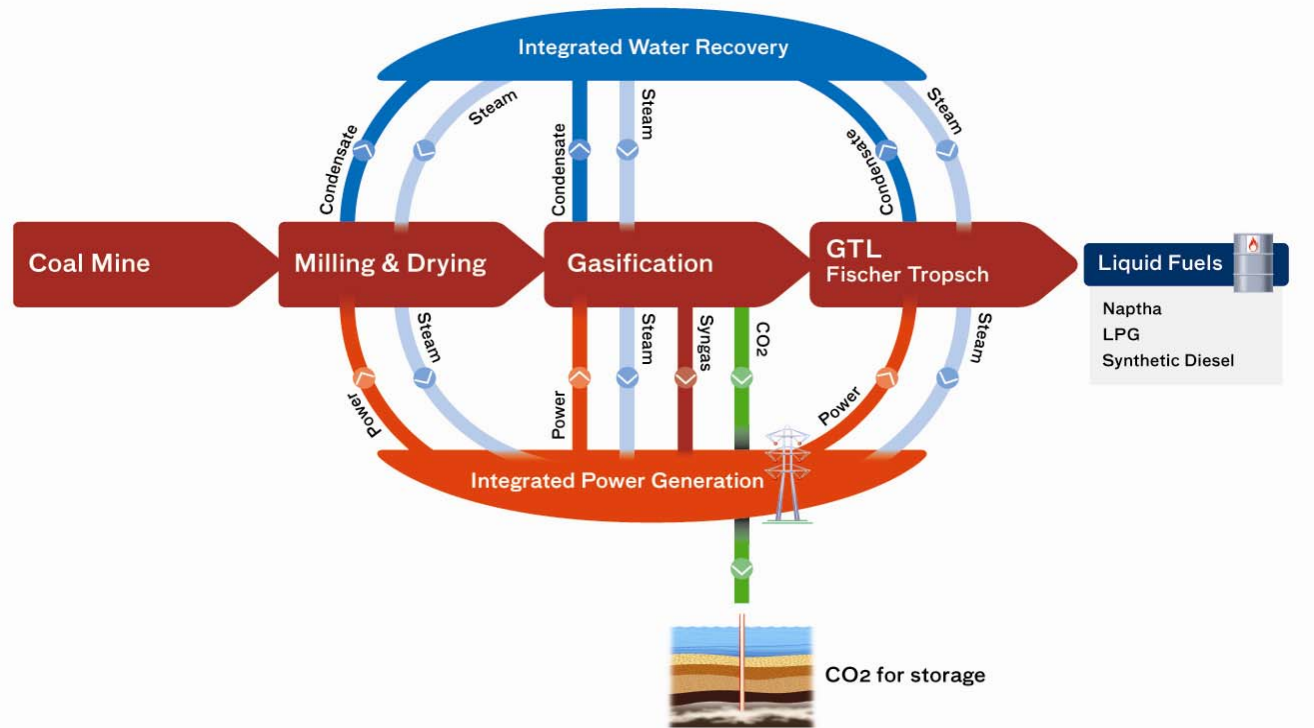 Integrated Water Recovery
Steam
Steam
Steam
Condensate
Condensate
Condensate
Coal Mine
Milling & Drying
Gasification
GTL
Fischer Tropsch
Liquid Fuels
Naptha
LPG
Synthetic Diesel
Steam
Steam
Syngas
CO2
Steam
Power
Power
Power
Integrated Power Generation
CO2 for storage